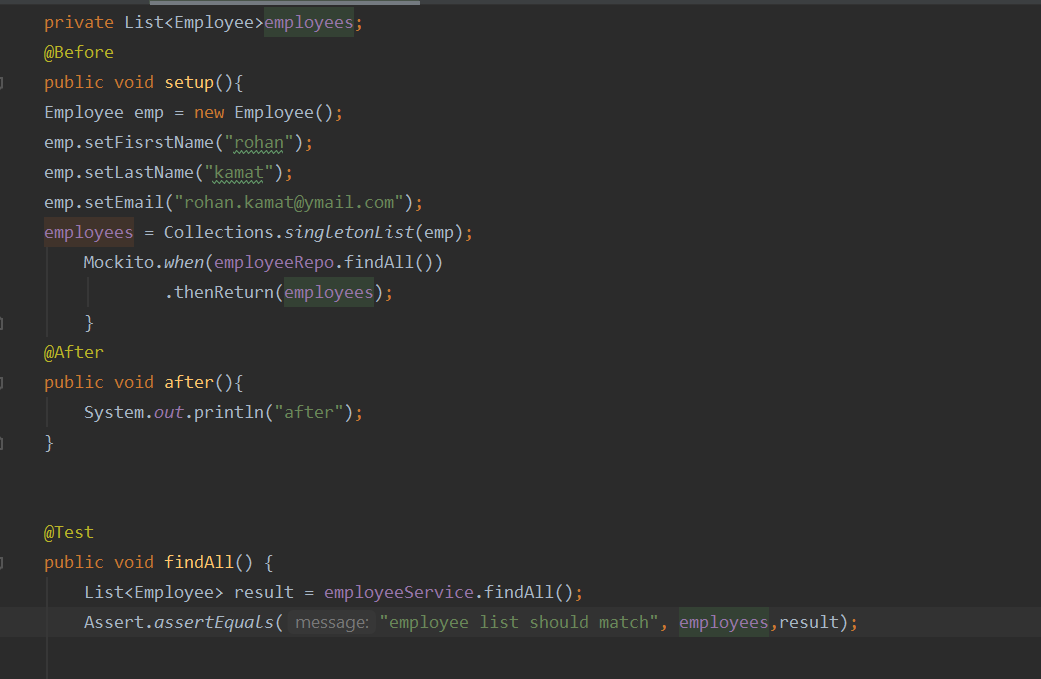 private List<Employee>employees;
@Before
public void setup(){
Employee emp = new Employee();
emp.setFisrstName("rohan");
emp.setLastName("kamat");
emp.setEmail("rohan.kamat@ymail.com");
employees = Collections.singletonList(emp);
Mockito.when(employeeRepo.findAll())
.thenReturn(employees);
}
@After
public void after(){
System.out.println("after");
}
@Test
public void findAll() {
List<Employee> result = employeeService.findAll();
Assert.assertEquals( message: "employee list should match", employees,result);